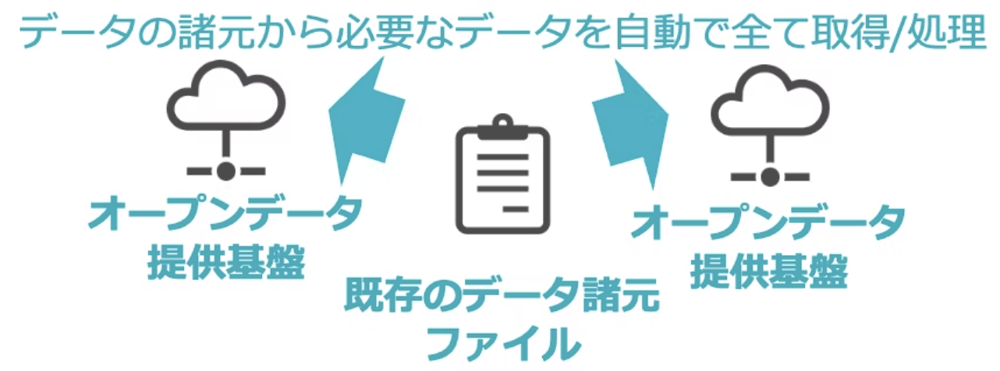 データの諸元から必要なデータを自動で全て取得/処理
オープンデータ
提供基盤
既存のデータ諸元
ファイル
オープンデータ
提供基盤